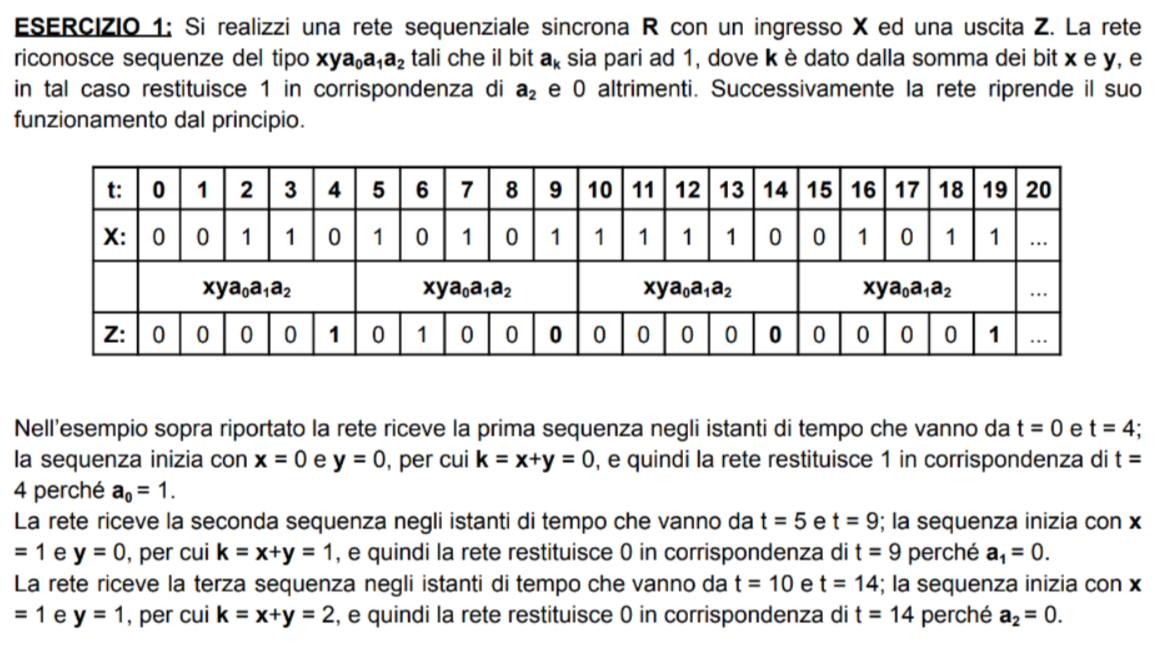 ESERCIZIO 1: Si realizzi una rete sequenziale sincrona R con un ingresso X ed una uscita Z. La rete
riconosce sequenze del tipo xya₀a₁a₂ tali che il bit aₖ sia pari ad 1, dove k è dato dalla somma dei bit x e y, e
in tal caso restituisce 1 in corrispondenza di a₂ e 0 altrimenti. Successivamente la rete riprende il suo
funzionamento dal principio.
t: 0 1 2 3 4 5 6 7 8 9 10 11 12 13 14 15 16 17 18 19 20
X: 0 0 1 1 0 1 0 1 0 1 1 1 1 1 0 0 1 0 1 1 ...
xya₀a₁a₂ xya₀a₁a₂ xya₀a₁a₂ xya₀a₁a₂ ...
Z: 0 0 0 0 1 0 1 0 0 0 0 0 0 0 0 0 0 0 0 1 ...
Nell'esempio sopra riportato la rete riceve la prima sequenza negli istanti di tempo che vanno da t = 0 e t = 4;
la sequenza inizia con x = 0 e y = 0, per cui k = x+y = 0, e quindi la rete restituisce 1 in corrispondenza di t =
4 perché a₀ = 1.
La rete riceve la seconda sequenza negli istanti di tempo che vanno da t = 5 e t = 9; la sequenza inizia con x
= 1 e y = 0, per cui k = x+y = 1, e quindi la rete restituisce 0 in corrispondenza di t = 9 perché a₁ = 0.
La rete riceve la terza sequenza negli istanti di tempo che vanno da t = 10 e t = 14; la sequenza inizia con x
= 1 e y = 1, per cui k = x+y = 2, e quindi la rete restituisce 0 in corrispondenza di t = 14 perché a₂ = 0.